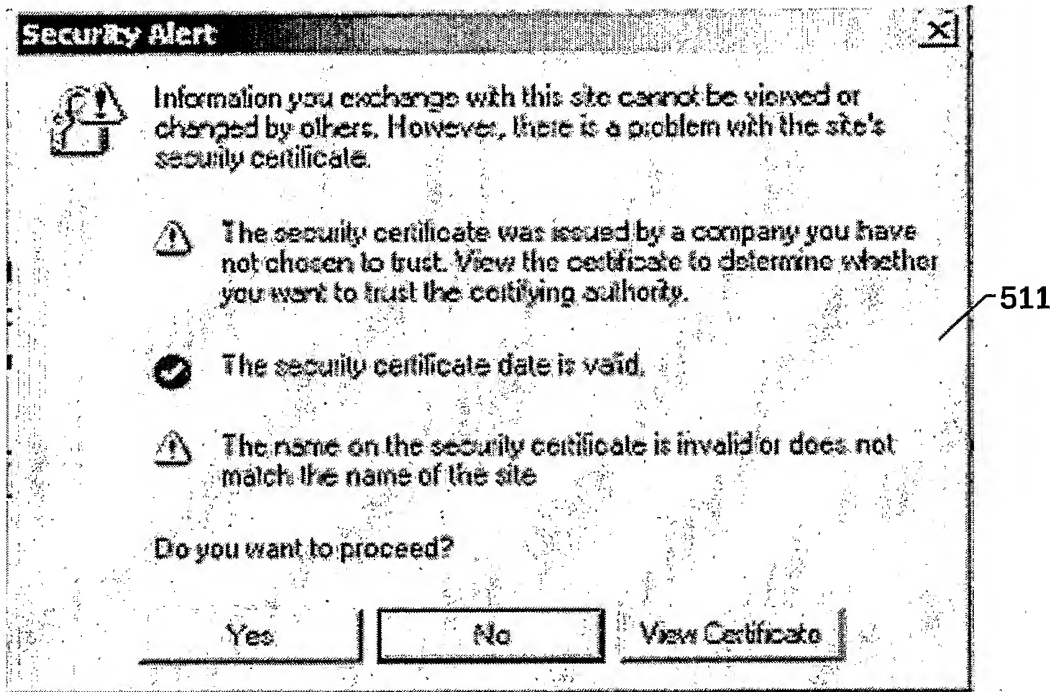 Security Alert
Information you exchange with this site cannot be viewed or
changed by others. However, there is a problem with the site's
security certificate.
The security certificate was issued by a company you have
not chosen to trust. View the certificate to determine whether
you want to trust the certifying authority.
511
The security certificate date is valid.
The name on the security certificate is invalid or does not
match the name of the site
Do you want to proceed?
Yes No View Certificate